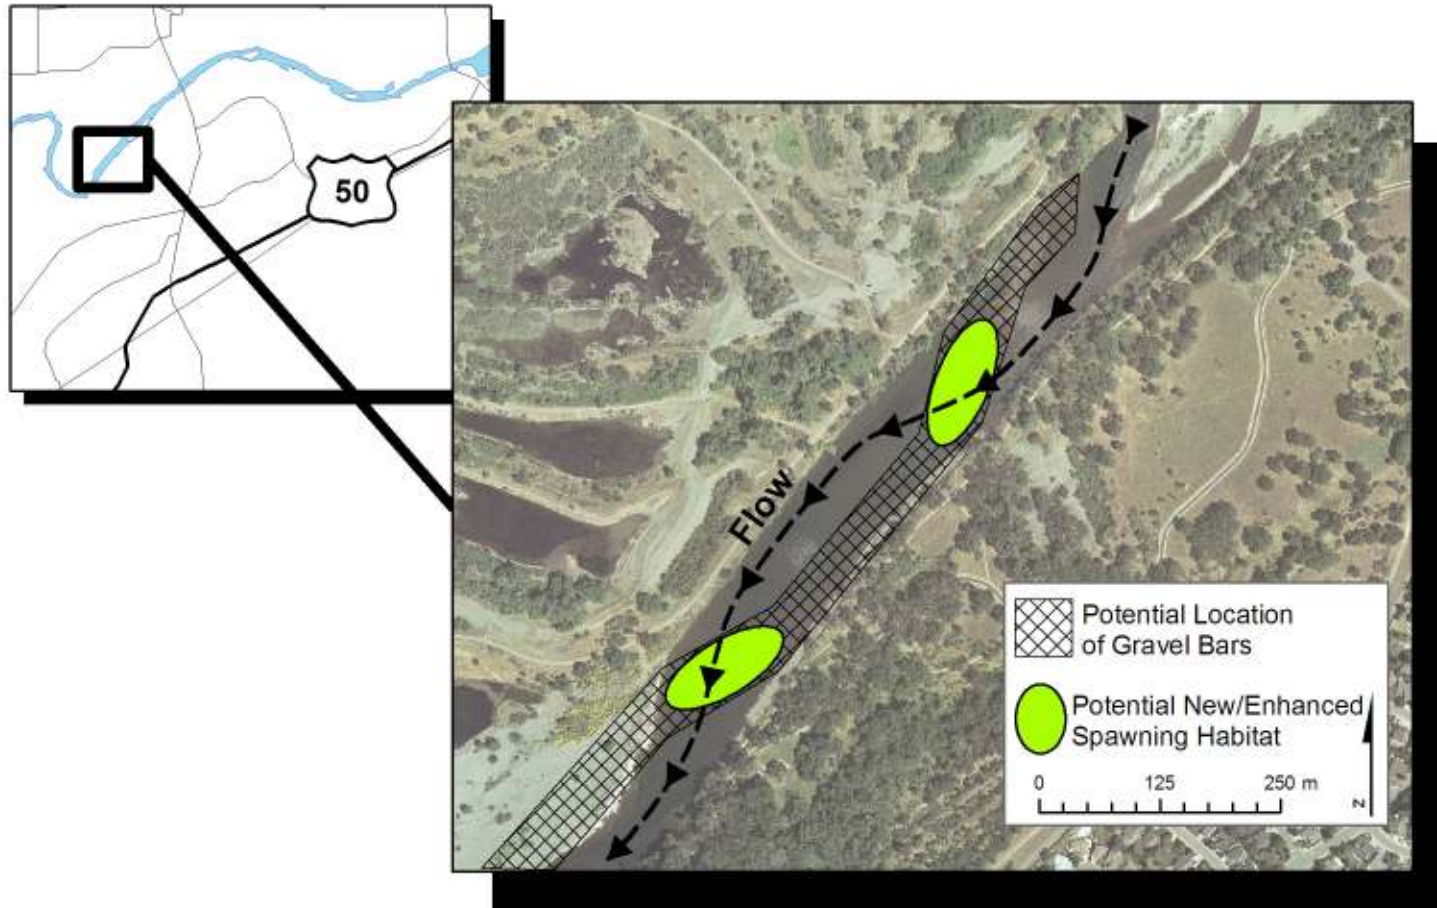 50
Flow
Potential Location
of Gravel Bars
Potential New/Enhanced
Spawning Habitat
0 125 250 m
z